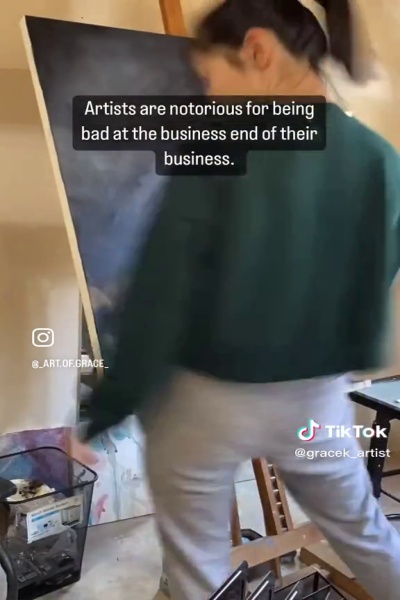 Artists are notorious for being
bad at the business end of their
business.
@_ART.OF.GRACE_
TikTok
@gracek_artist